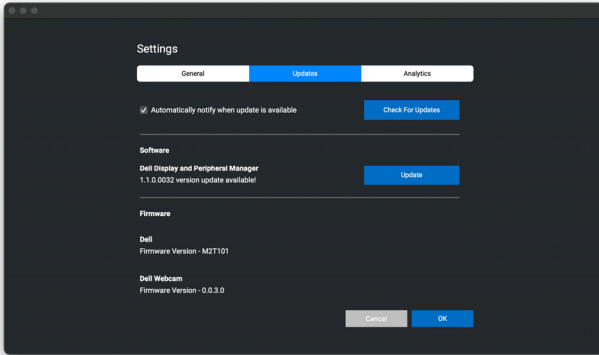 Settings
General
Updates
Analytics
Automatically notify when update is available
Check For Updates
Software
Dell Display and Peripheral Manager
1.1.0.0032 version update available!
Update
Firmware
Dell
Firmware Version - M2T101
Dell Webcam
Firmware Version - 0.0.3.0
Cancel
OK